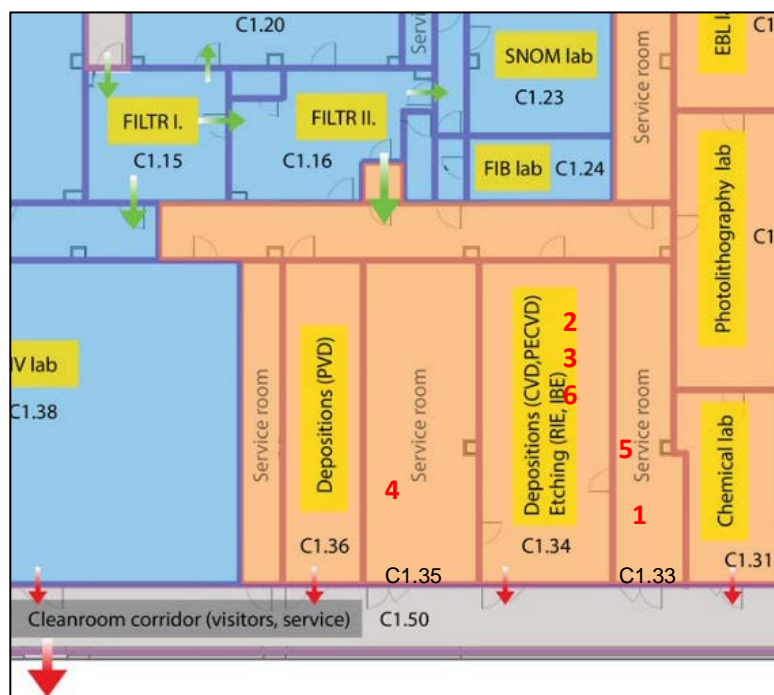 C1.20
Servi
SNOM lab
C1.23
Service room
EBL l
C1
FILTR I.
C1.15
FILTR II.
C1.16
FIB lab
C1.24
Photolithography lab
C1
IV lab
C1.38
Service room
Depositions (PVD)
C1.36
Service room
4
C1.35
Depositions (CVD,PECVD)
Etching (RIE, IBE)
2
3
6
C1.34
Service room
5
1
C1.33
Chemical lab
C1.31
Cleanroom corridor (visitors, service)
C1.50